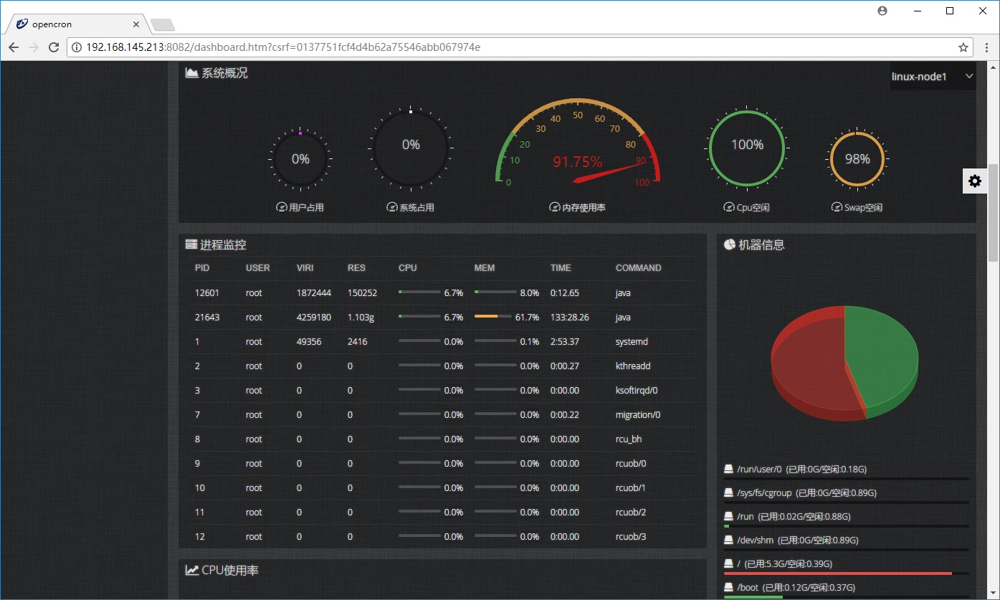 opencron
192.168.145.213:8082/dashboard.htm?csrf=0137751fcf4d4b62a75546abb067974e
系统概况
linux-node1
0%
用户占用
0%
系统占用
0 10 20 30 40 50 60 70 80 90 100
91.75%
内存使用率
100%
Cpu空闲
98%
Swap空闲
进程监控
PID USER VIRI RES CPU MEM TIME COMMAND
12601 root 1872444 150252 6.7% 8.0% 0:12.65 java
21643 root 4259180 1.103g 6.7% 61.7% 133:28.26 java
1 root 49356 2416 0.0% 0.1% 2:53.37 systemd
2 root 0 0 0.0% 0.0% 0:00.27 kthreadd
3 root 0 0 0.0% 0.0% 0:00.00 ksoftirqd/0
7 root 0 0 0.0% 0.0% 0:00.22 migration/0
8 root 0 0 0.0% 0.0% 0:00.00 rcu_bh
9 root 0 0 0.0% 0.0% 0:00.00 rcuob/0
10 root 0 0 0.0% 0.0% 0:00.00 rcuob/1
11 root 0 0 0.0% 0.0% 0:00.00 rcuob/2
12 root 0 0 0.0% 0.0% 0:00.00 rcuob/3
机器信息
/run/user/0 (已用:0G/空闲:0.18G)
/sys/fs/cgroup (已用:0G/空闲:0.89G)
/run (已用:0.02G/空闲:0.88G)
/dev/shm (已用:0G/空闲:0.89G)
/ (已用:5.3G/空闲:0.39G)
/boot (已用:0.12G/空闲:0.37G)
CPU使用率